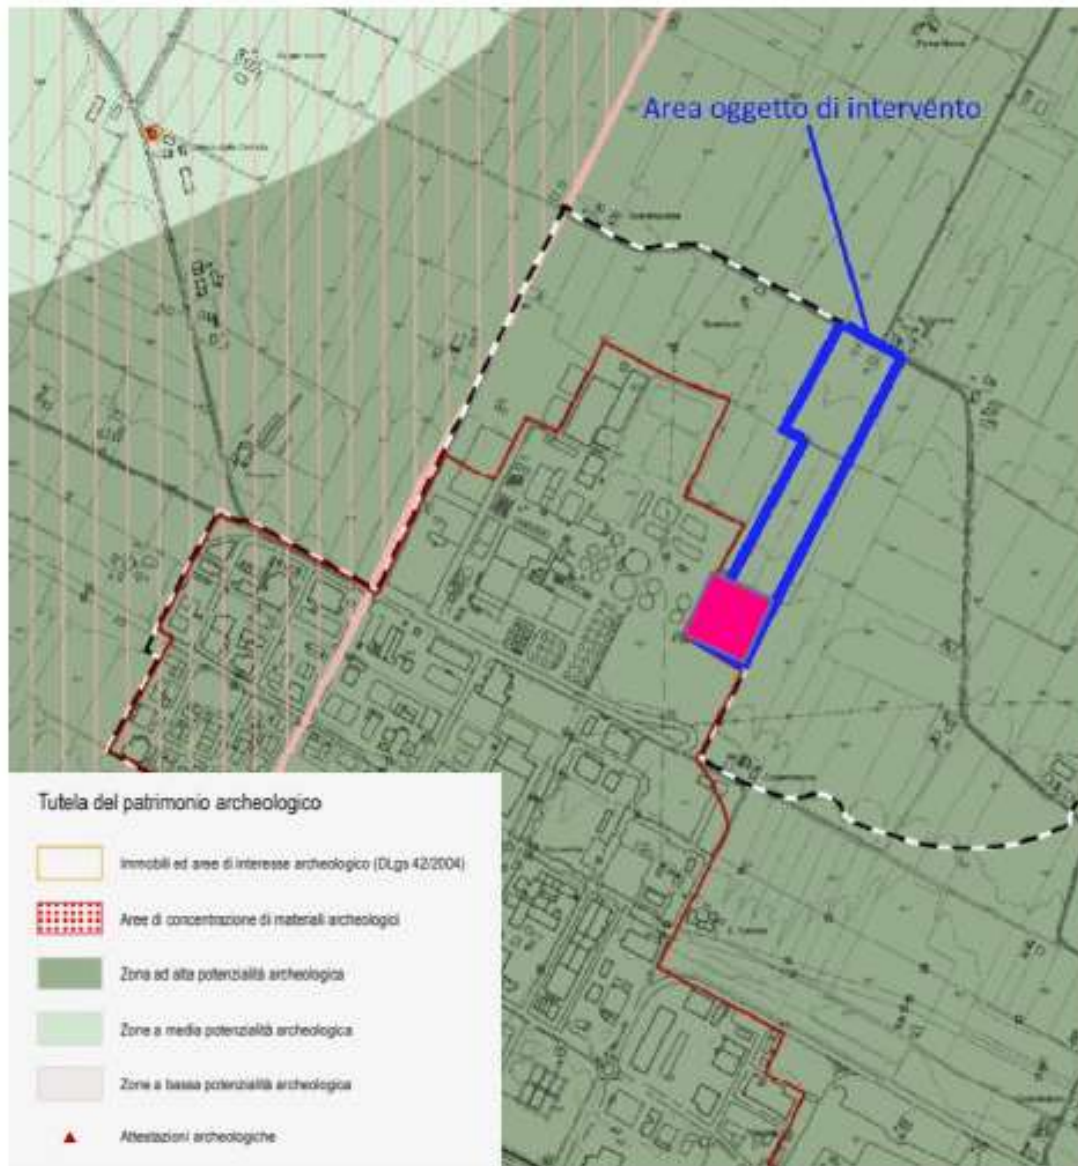 Area oggetto di intervento
Tutela del patrimonio archeologico
Immobili ed aree di interesse archeologico (DLgs 42/2004)
Aree di concentrazione di materiali archeologici
Zona ad alta potenzialità archeologica
Zone a media potenzialità archeologica
Zone a bassa potenzialità archeologica
Attestazioni archeologiche